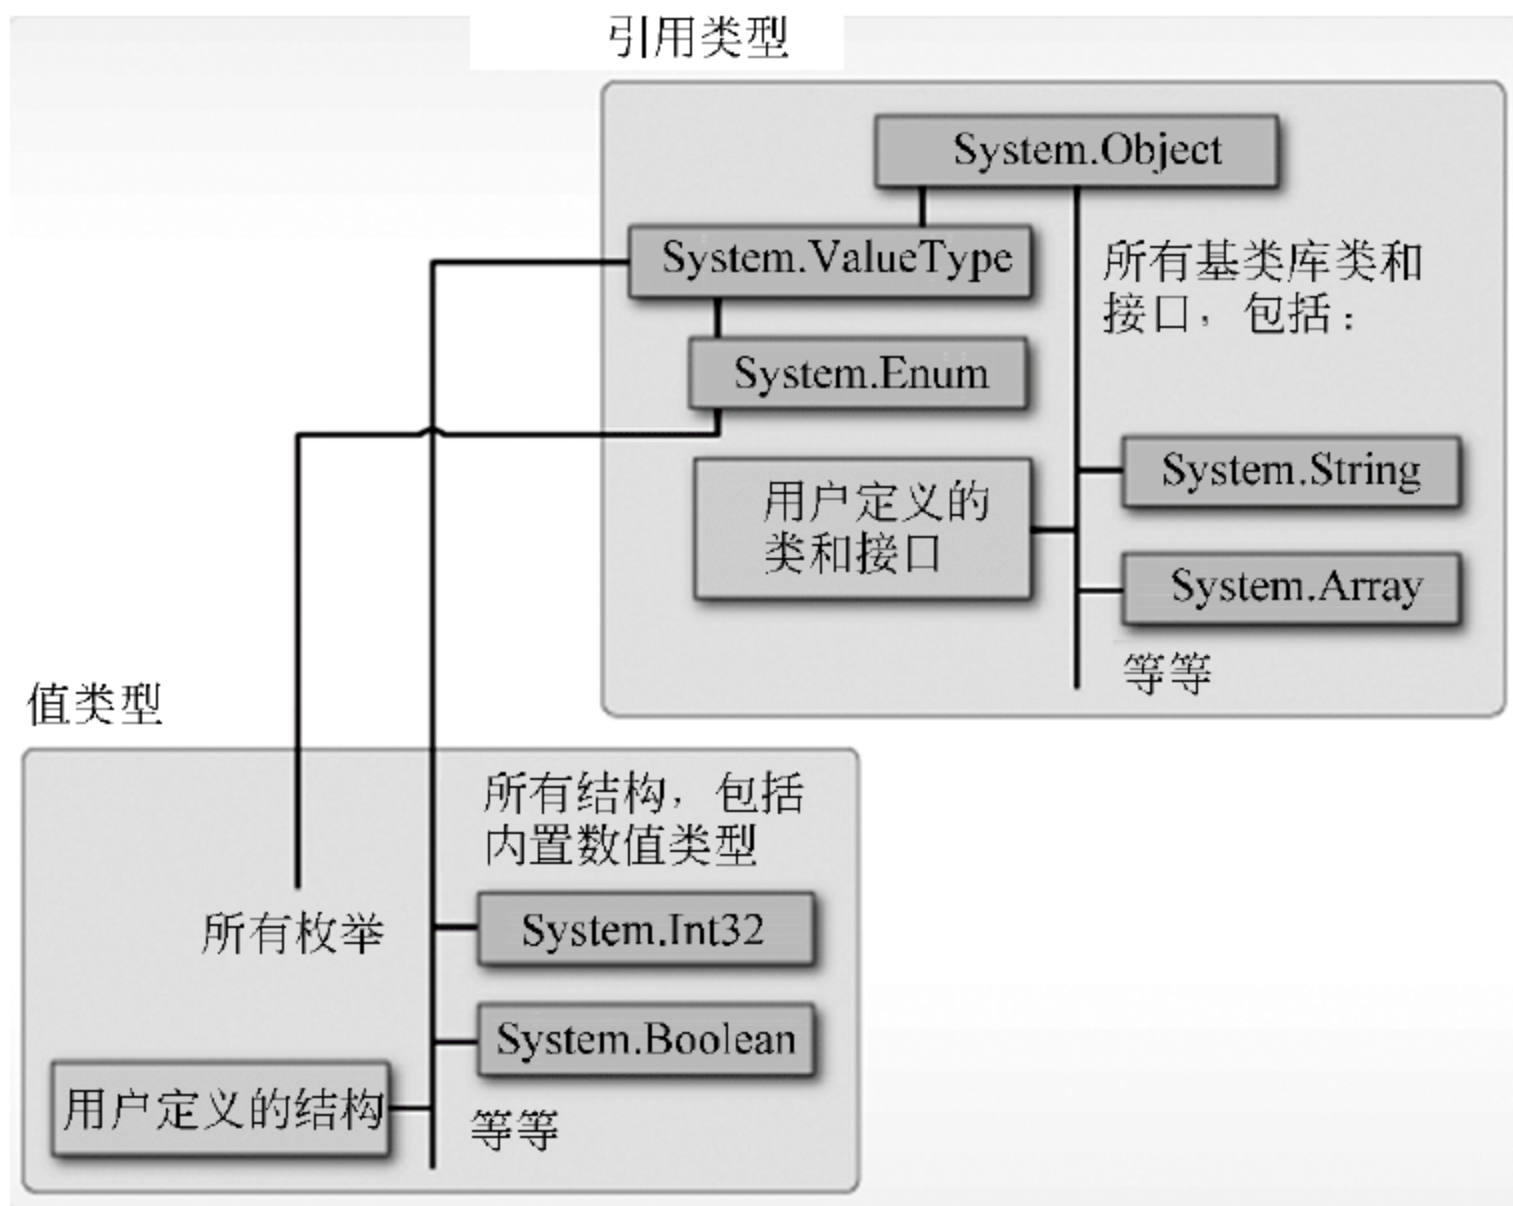 引用类型
System.Object
System.ValueType
所有基类库类和
接口，包括：
System.Enum
System.String
用户定义的
类和接口
System.Array
等等
值类型
所有结构，包括
内置数值类型
所有枚举
System.Int32
System.Boolean
用户定义的结构
等等